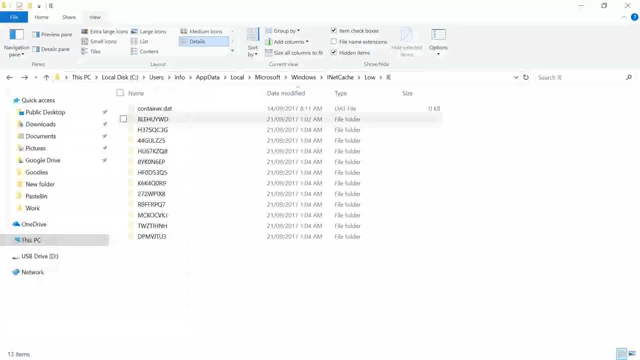 IE
File Home Share View
Navigation pane Preview pane Details pane
Extra large icons Large icons Medium icons
Small icons List Details
Tiles Content
Sort by Group by Add columns Size all columns to fit
Item check boxes File name extensions Hidden items
Hide selected items Options
Panes Layout Current view Show/hide
This PC > Local Disk (C:) > Users > info > AppData > Local > Microsoft > Windows > INetCache > Low > IE
Search IE
Name Date modified Type Size
Quick access
Public Desktop
Downloads
Documents
Pictures
Google Drive
Goodies
New folder
Pastellin
Work
OneDrive
This PC
USB Drive (D:)
Network
container.dat 14/09/2017 8:11 AM DAT File 0 KB
BLEHUYWD 21/09/2017 1:02 AM File folder
H37SQC3G 21/09/2017 1:04 AM File folder
44GULZ25 21/09/2017 1:04 AM File folder
HU67KZQ8 21/09/2017 1:04 AM File folder
8YK0N6EP 21/09/2017 1:04 AM File folder
HF0DS3QS 21/09/2017 1:04 AM File folder
K6K4Q0R9 21/09/2017 1:04 AM File folder
272WPIX8 21/09/2017 1:04 AM File folder
R9FFRPQ7 21/09/2017 1:04 AM File folder
MCXOCVKJ 21/09/2017 1:04 AM File folder
TWZTIHNH 21/09/2017 1:04 AM File folder
DPMVJTU3 21/09/2017 1:04 AM File folder
13 items